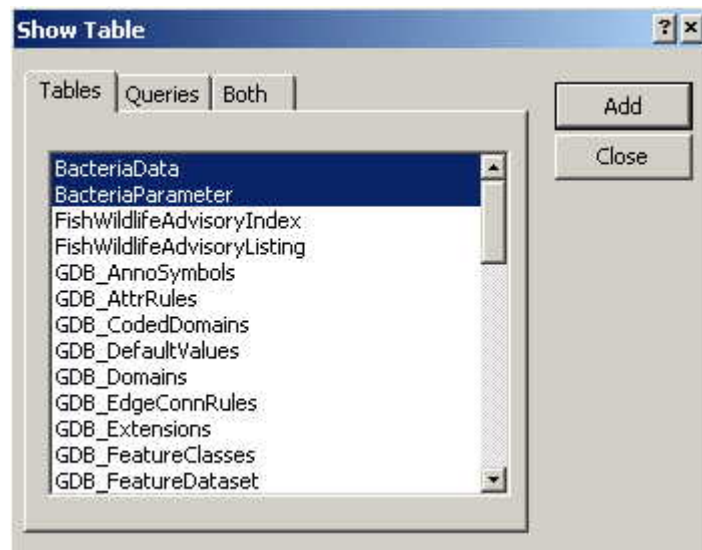 Show Table
? ×
Tables Queries Both
Add
Close
BacteriaData
BacteriaParameter
FishWildlifeAdvisoryIndex
FishWildlifeAdvisoryListing
GDB_AnnoSymbols
GDB_AttrRules
GDB_CodedDomains
GDB_DefaultValues
GDB_Domains
GDB_EdgeConnRules
GDB_Extensions
GDB_FeatureClasses
GDB_FeatureDataset